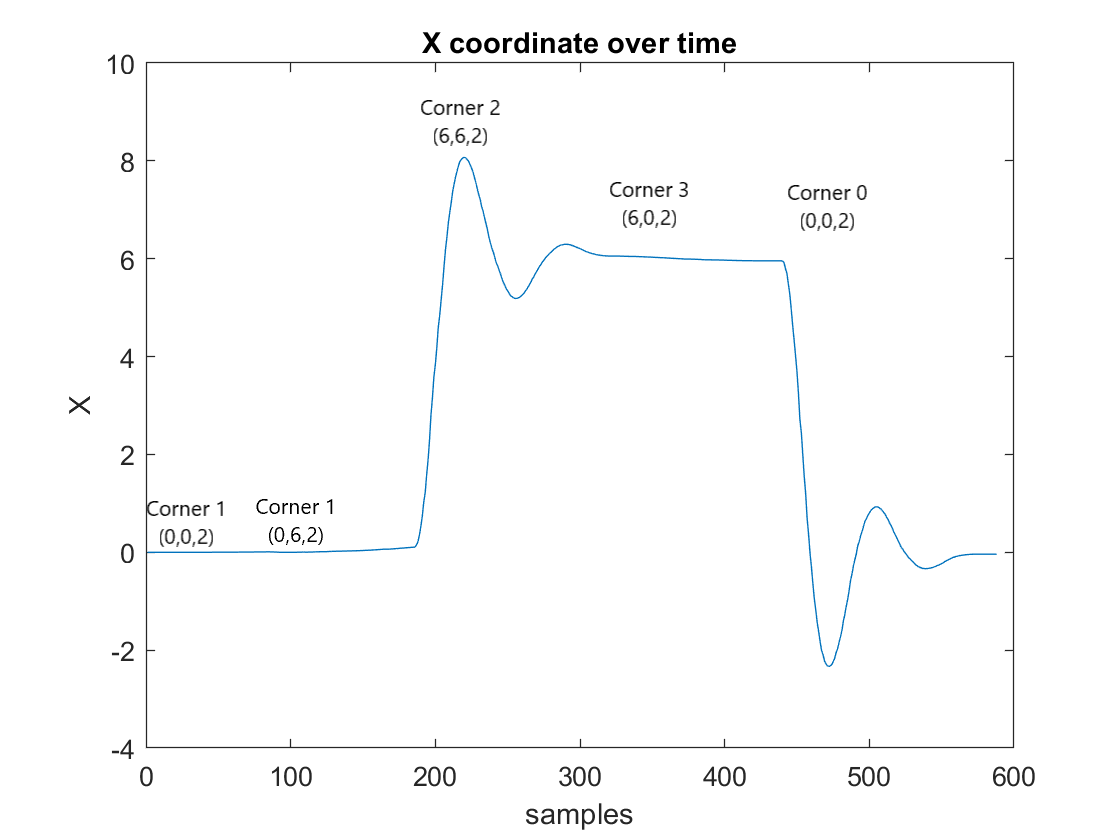 X coordinate over time
10
8
6
4
2
0
-2
-4
X
Corner 1
(0,0,2)
Corner 1
(0,6,2)
Corner 2
(6,6,2)
Corner 3
(6,0,2)
Corner 0
(0,0,2)
0 100 200 300 400 500 600
samples